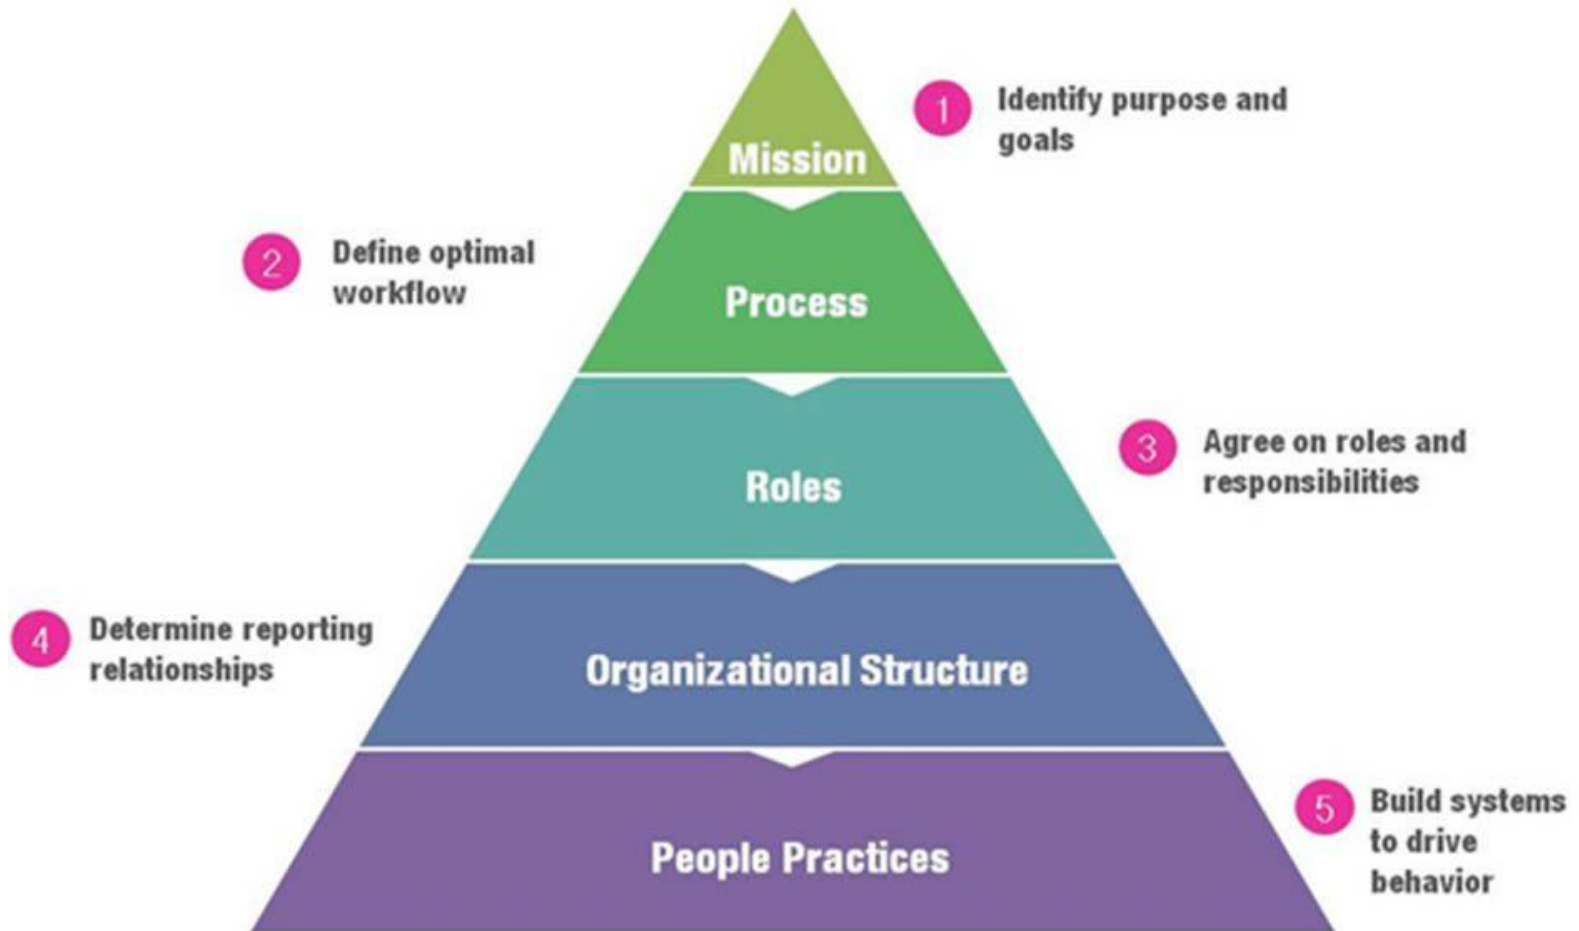 Mission
1
Identify purpose and
goals
2
Define optimal
workflow
Process
Roles
3
Agree on roles and
responsibilities
4
Determine reporting
relationships
Organizational Structure
People Practices
5
Build systems
to drive
behavior